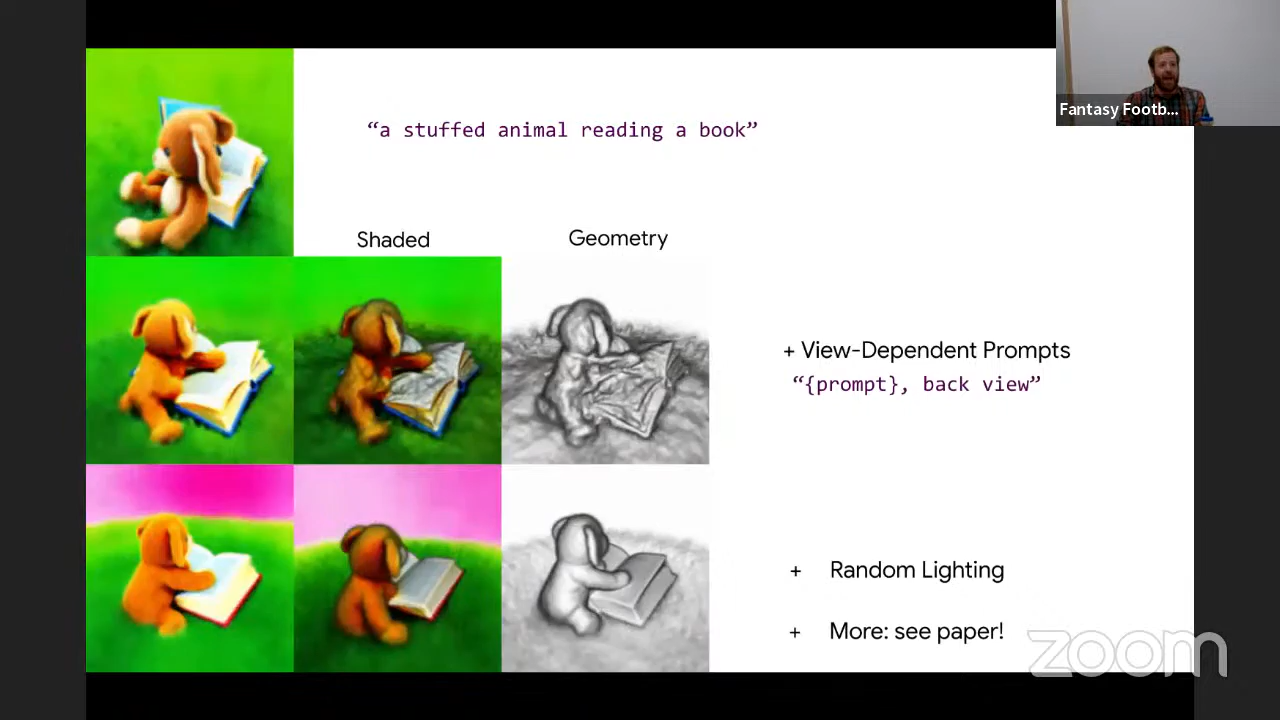 Fantasy Footb...
“a stuffed animal reading a book”
Shaded
Geometry
+ View-Dependent Prompts
“{prompt}, back view”
+ Random Lighting
+ More: see paper!
zoom